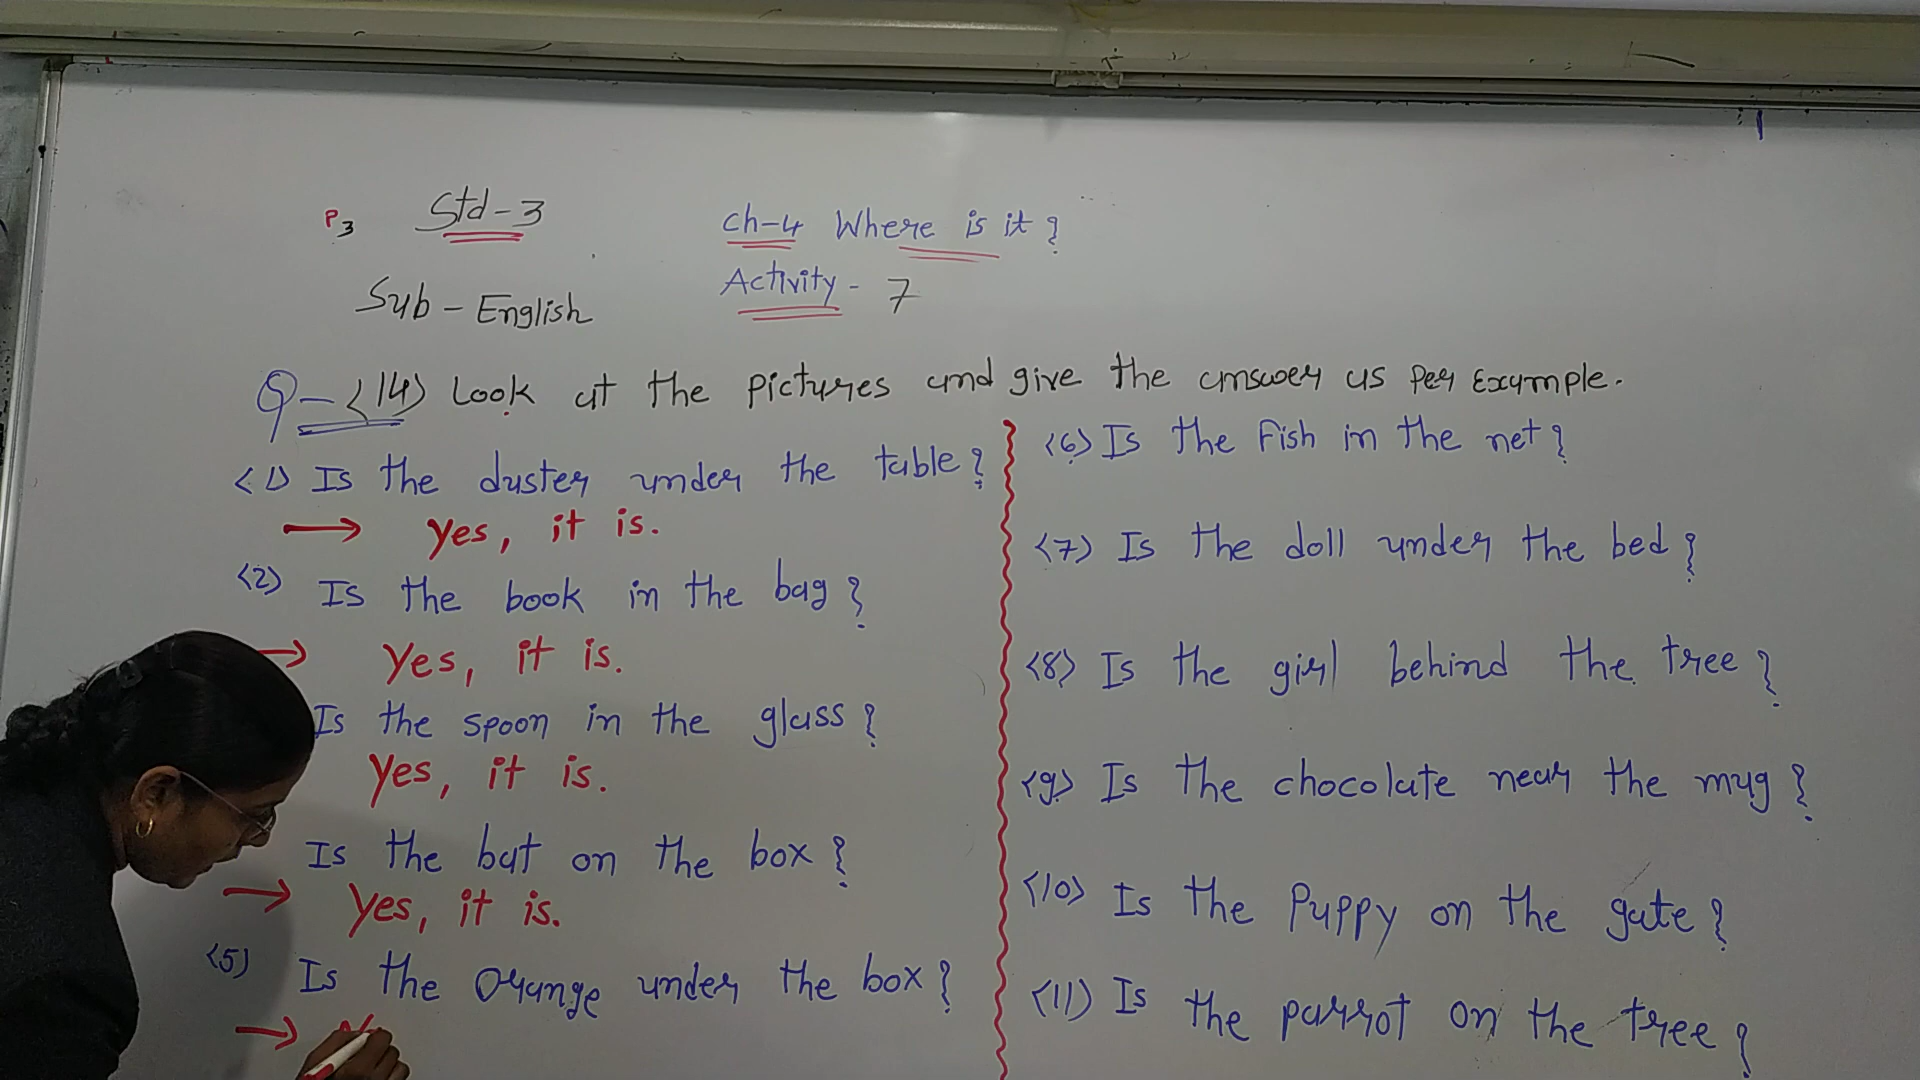 P3 Std-3
Sub - English
Ch-4 Where is it?
Activity - 7
Q-<14> Look at the pictures and give the answer as per Example.
<1> Is the duster under the table?
→ Yes, it is.
<2> Is the book in the bag?
→ Yes, it is.
Is the spoon in the glass?
Yes, it is.
Is the bat on the box?
→ Yes, it is.
<5> Is the orange under the box?
→ N
<6> Is the Fish in the net?
<7> Is the doll under the bed?
<8> Is the girl behind the tree?
<9> Is the chocolate near the mug?
<10> Is the Puppy on the gate?
<11> Is the parrot on the tree?